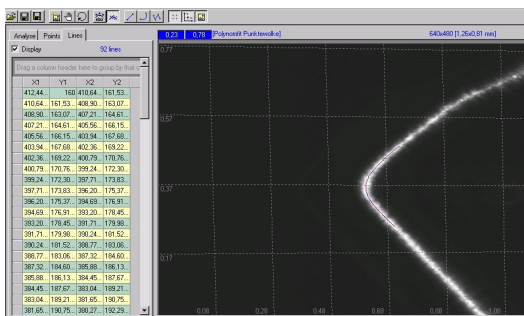 0,23 0,78 [Polynomfit Punktewolke] 640x480 [1,26x0,81 mm]
Analyse Points Lines
Display 92 lines
Drag a column header here to group by that c
X1 Y1 X2 Y2
412,44... 160 410,64... 161,53...
410,64... 161,53... 408,90... 163,07...
408,90... 163,07... 407,21... 164,61...
407,21... 164,61... 405,56... 166,15...
405,56... 166,15... 403,94... 167,68...
403,94... 167,68... 402,36... 169,22...
402,36... 169,22... 400,79... 170,76...
400,79... 170,76... 399,24... 172,30...
399,24... 172,30... 397,71... 173,83...
397,71... 173,83... 396,20... 175,37...
396,20... 175,37... 394,69... 176,91...
394,69... 176,91... 393,20... 178,45...
393,20... 178,45... 391,71... 179,98...
391,71... 179,98... 390,24... 181,52...
390,24... 181,52... 388,77... 183,06...
388,77... 183,06... 387,32... 184,60...
387,32... 184,60... 385,88... 186,13...
385,88... 186,13... 384,45... 187,67...
384,45... 187,67... 383,04... 189,21...
383,04... 189,21... 381,65... 190,75...
381,65... 190,75... 380,27... 192,29...
0,77
0,57
0,37
0,17
0,08 0,28 0,48 0,68 0,88 1,08